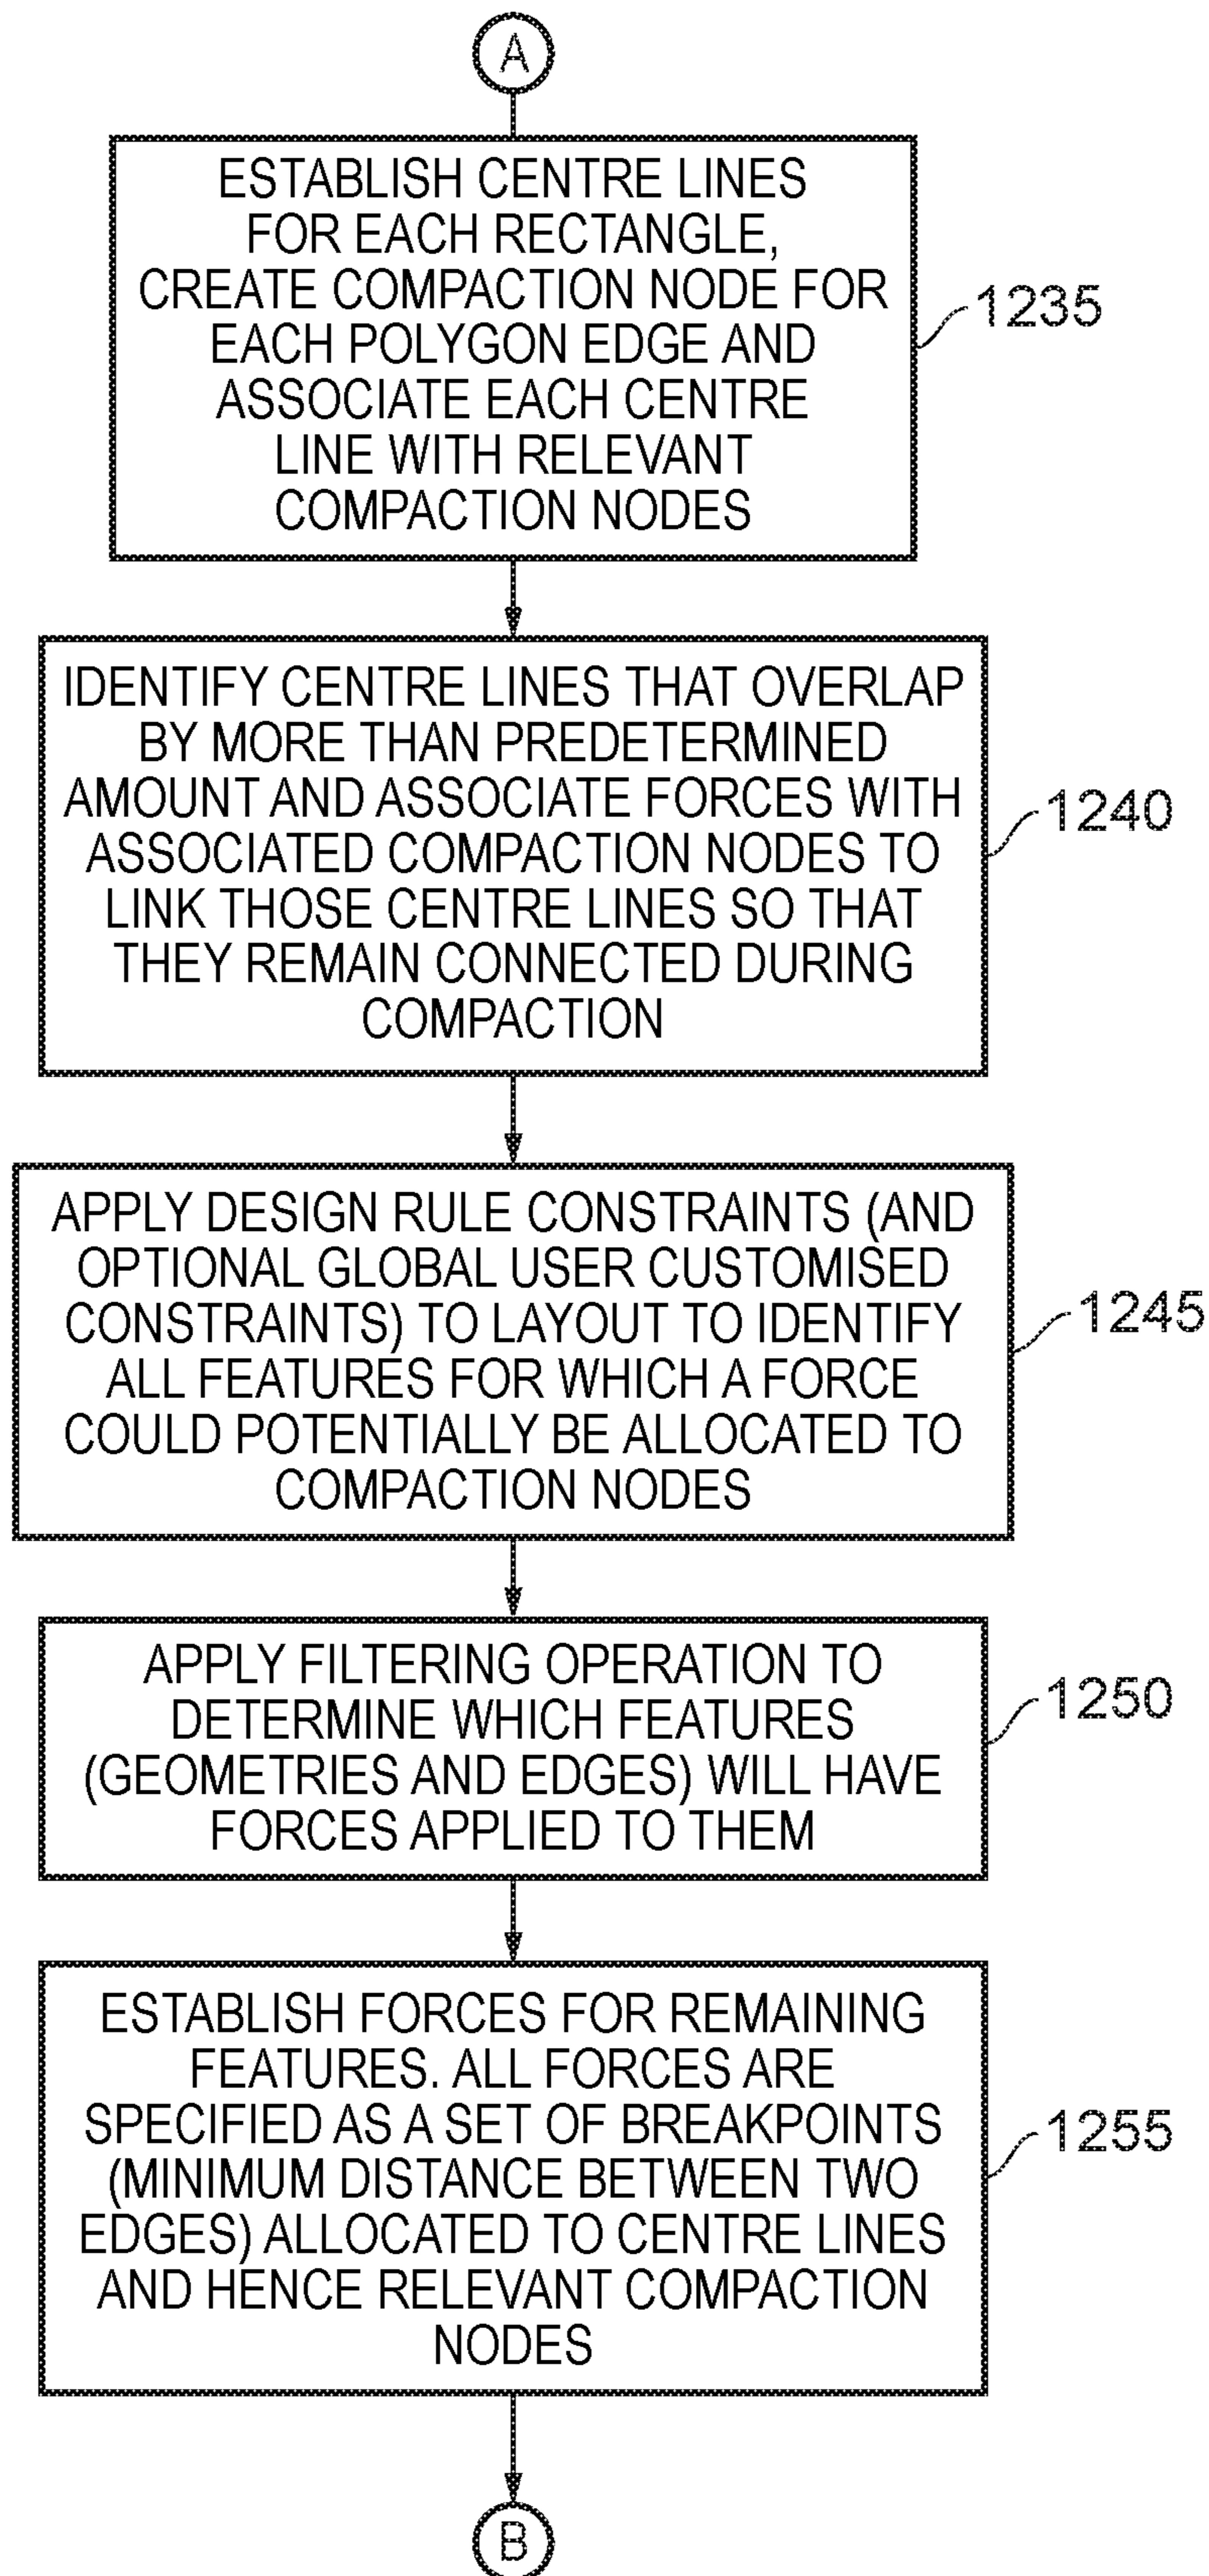 A
ESTABLISH CENTRE LINES
FOR EACH RECTANGLE,
CREATE COMPACTION NODE FOR
EACH POLYGON EDGE AND
ASSOCIATE EACH CENTRE
LINE WITH RELEVANT
COMPACTION NODES
1235
IDENTIFY CENTRE LINES THAT OVERLAP
BY MORE THAN PREDETERMINED
AMOUNT AND ASSOCIATE FORCES WITH
ASSOCIATED COMPACTION NODES TO
LINK THOSE CENTRE LINES SO THAT
THEY REMAIN CONNECTED DURING
COMPACTION
1240
APPLY DESIGN RULE CONSTRAINTS (AND
OPTIONAL GLOBAL USER CUSTOMISED
CONSTRAINTS) TO LAYOUT TO IDENTIFY
ALL FEATURES FOR WHICH A FORCE
COULD POTENTIALLY BE ALLOCATED TO
COMPACTION NODES
1245
APPLY FILTERING OPERATION TO
DETERMINE WHICH FEATURES
(GEOMETRIES AND EDGES) WILL HAVE
FORCES APPLIED TO THEM
1250
ESTABLISH FORCES FOR REMAINING
FEATURES. ALL FORCES ARE
SPECIFIED AS A SET OF BREAKPOINTS
(MINIMUM DISTANCE BETWEEN TWO
EDGES) ALLOCATED TO CENTRE LINES
AND HENCE RELEVANT COMPACTION
NODES
1255
B